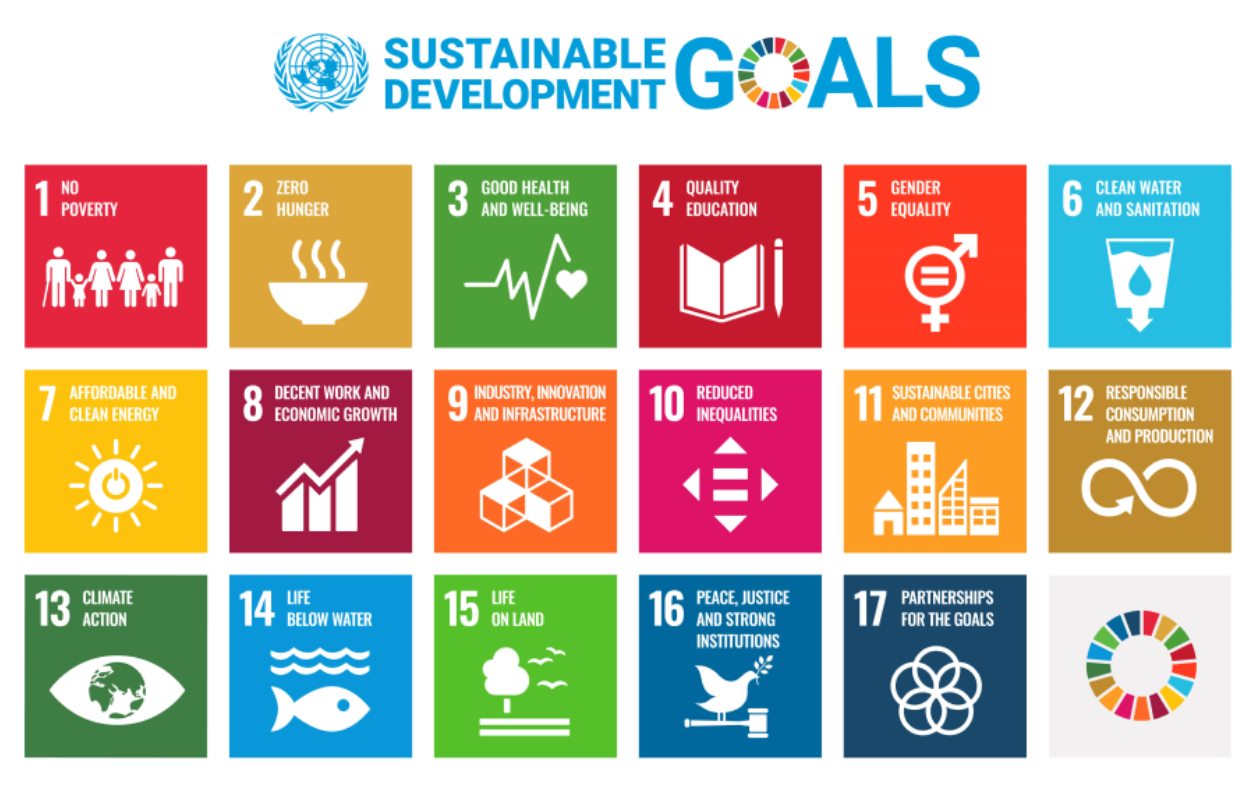 SUSTAINABLE
DEVELOPMENT
GOALS
1 NO
POVERTY
2 ZERO
HUNGER
3 GOOD HEALTH
AND WELL-BEING
4 QUALITY
EDUCATION
5 GENDER
EQUALITY
6 CLEAN WATER
AND SANITATION
7 AFFORDABLE AND
CLEAN ENERGY
8 DECENT WORK AND
ECONOMIC GROWTH
9 INDUSTRY, INNOVATION
AND INFRASTRUCTURE
10 REDUCED
INEQUALITIES
11 SUSTAINABLE CITIES
AND COMMUNITIES
12 RESPONSIBLE
CONSUMPTION
AND PRODUCTION
13 CLIMATE
ACTION
14 LIFE
BELOW WATER
15 LIFE
ON LAND
16 PEACE, JUSTICE
AND STRONG
INSTITUTIONS
17 PARTNERSHIPS
FOR THE GOALS